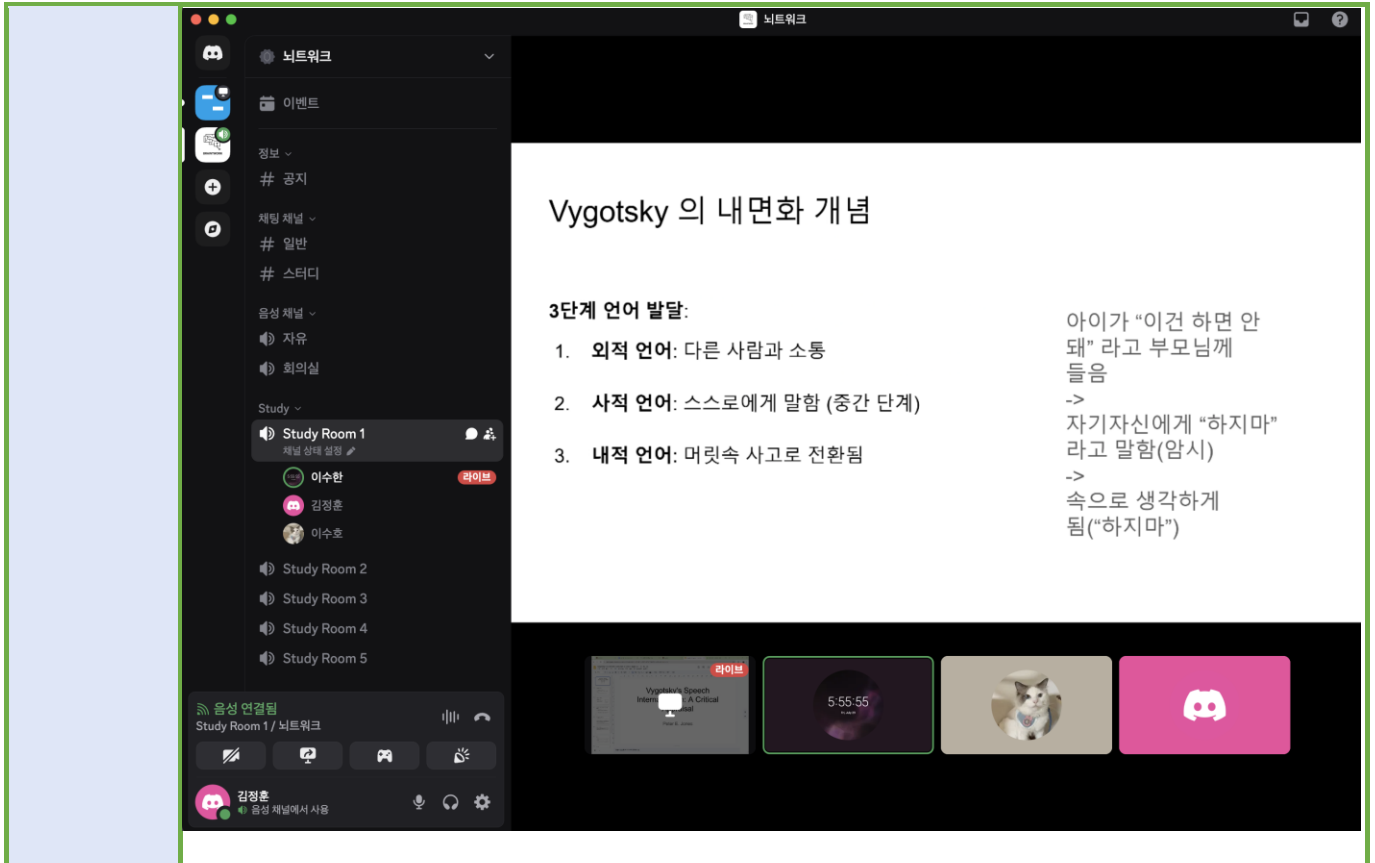 뇌트워크
뇌트워크
이벤트
정보
# 공지
채팅 채널
# 일반
# 스터디
음성 채널
자유
회의실
Study
Study Room 1
채널 상태 설정
이수한 라이브
김정훈
이수호
Study Room 2
Study Room 3
Study Room 4
Study Room 5
음성 연결됨
Study Room 1 / 뇌트워크
김정훈
음성 채널에서 사용
Vygotsky 의 내면화 개념
3단계 언어 발달:
1. 외적 언어: 다른 사람과 소통
2. 사적 언어: 스스로에게 말함 (중간 단계)
3. 내적 언어: 머릿속 사고로 전환됨
아이가 “이건 하면 안
돼” 라고 부모님께
들음
->
자기자신에게 “하지마”
라고 말함(암시)
->
속으로 생각하게
됨(“하지마”)
라이브
Vygotsky's Speech
A Critical
5:55:55